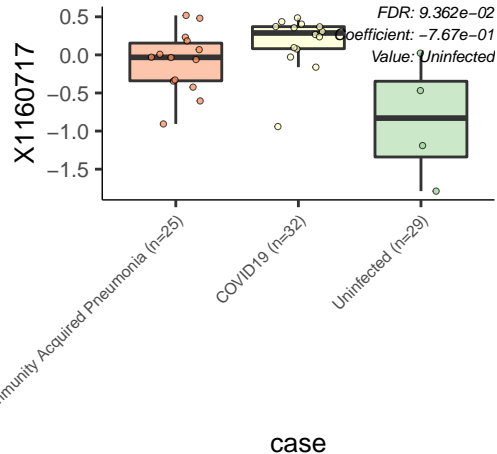 FDR: 9.362e−02
Coefficient: −7.67e−01
Value: Uninfected
X1160717
0.5
0.0
−0.5
−1.0
−1.5
Acquired Pneumonia (n=25)
COVID19 (n=32)
Uninfected (n=29)
case